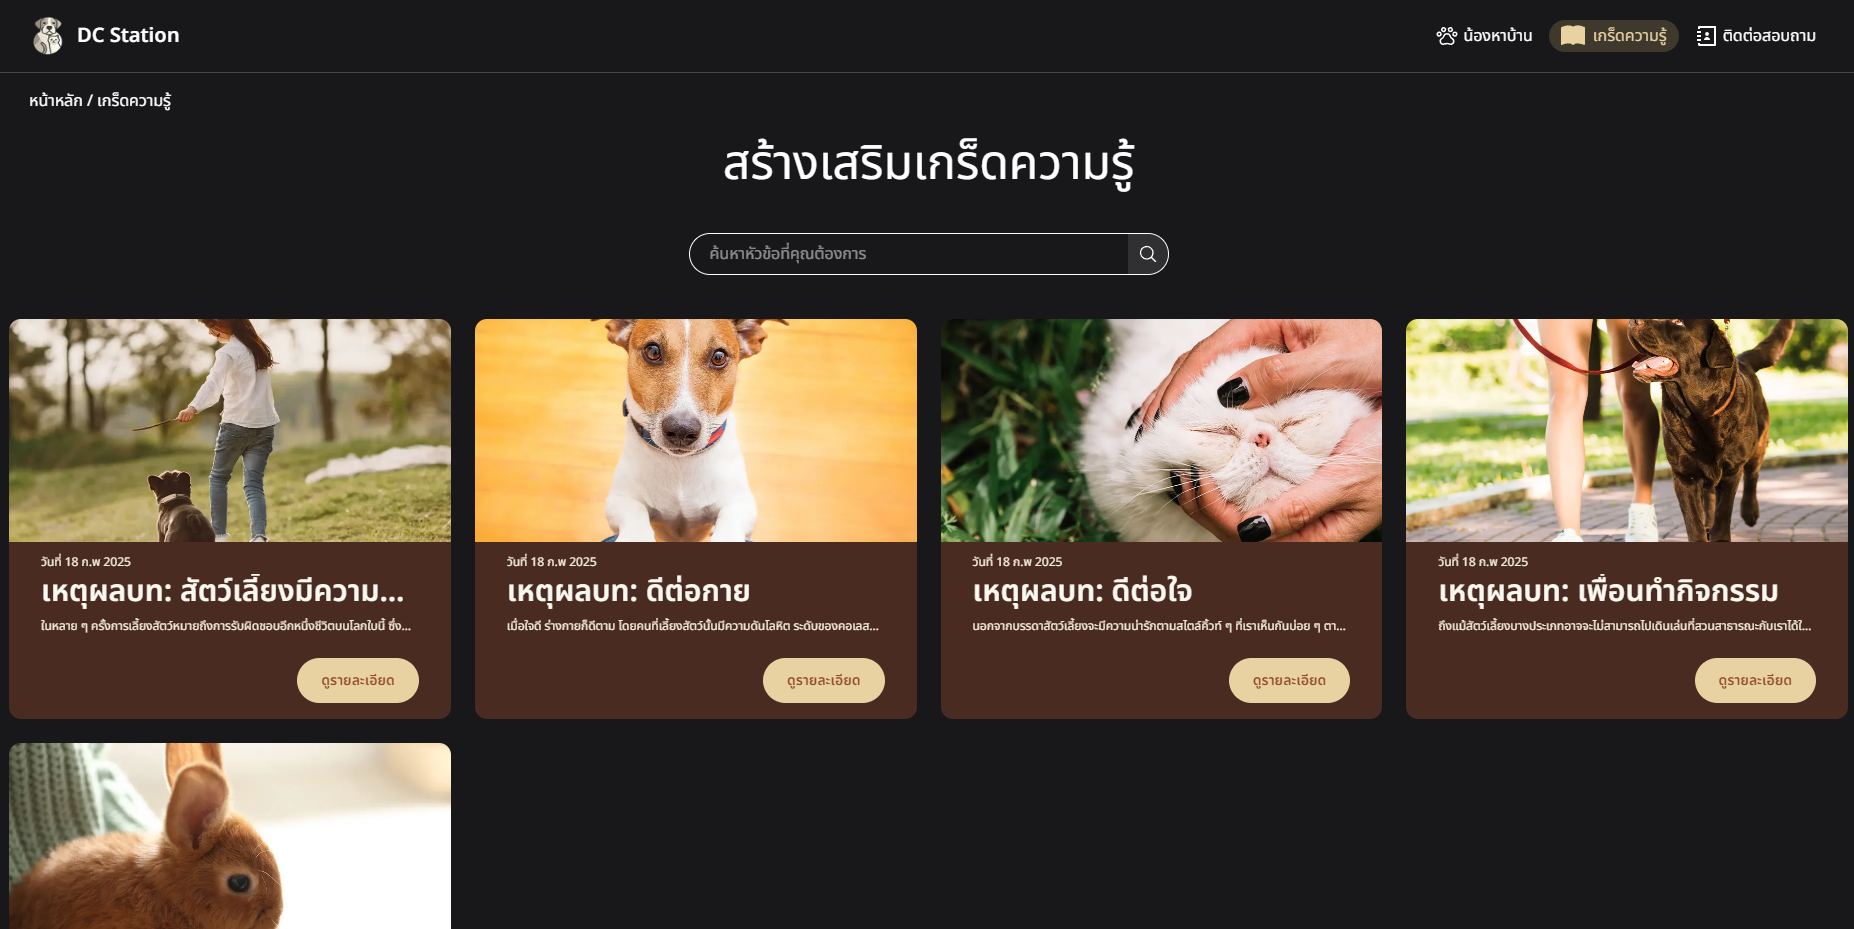 DC Station
น้องหาบ้าน
เกร็ดความรู้
ติดต่อสอบถาม
หน้าหลัก / เกร็ดความรู้
สร้างเสริมเกร็ดความรู้
ค้นหาหัวข้อที่คุณต้องการ
วันที่ 18 ก.พ 2025
เหตุผลบท: สัตว์เลี้ยงมีความ...
ในหลาย ๆ ครั้งการเลี้ยงสัตว์หมายถึงการรับผิดชอบอีกหนึ่งชีวิตบนโลกใบนี้ ซึ่ง...
ดูรายละเอียด
วันที่ 18 ก.พ 2025
เหตุผลบท: ดีต่อกาย
เมื่อใจดี ร่างกายก็ดีตาม โดยคนที่เลี้ยงสัตว์นั้นมีความดันโลหิต ระดับของคอเลส...
ดูรายละเอียด
วันที่ 18 ก.พ 2025
เหตุผลบท: ดีต่อใจ
นอกจากบรรดาสัตว์เลี้ยงจะมีความน่ารักตามสไตล์คิ้วท์ ๆ ที่เราเห็นกันบ่อย ๆ ตา...
ดูรายละเอียด
วันที่ 18 ก.พ 2025
เหตุผลบท: เพื่อนทำกิจกรรม
ถึงแม้สัตว์เลี้ยงบางประเภทอาจจะไม่สามารถไปเดินเล่นที่สวนสาธารณะกับเราได้ใ...
ดูรายละเอียด